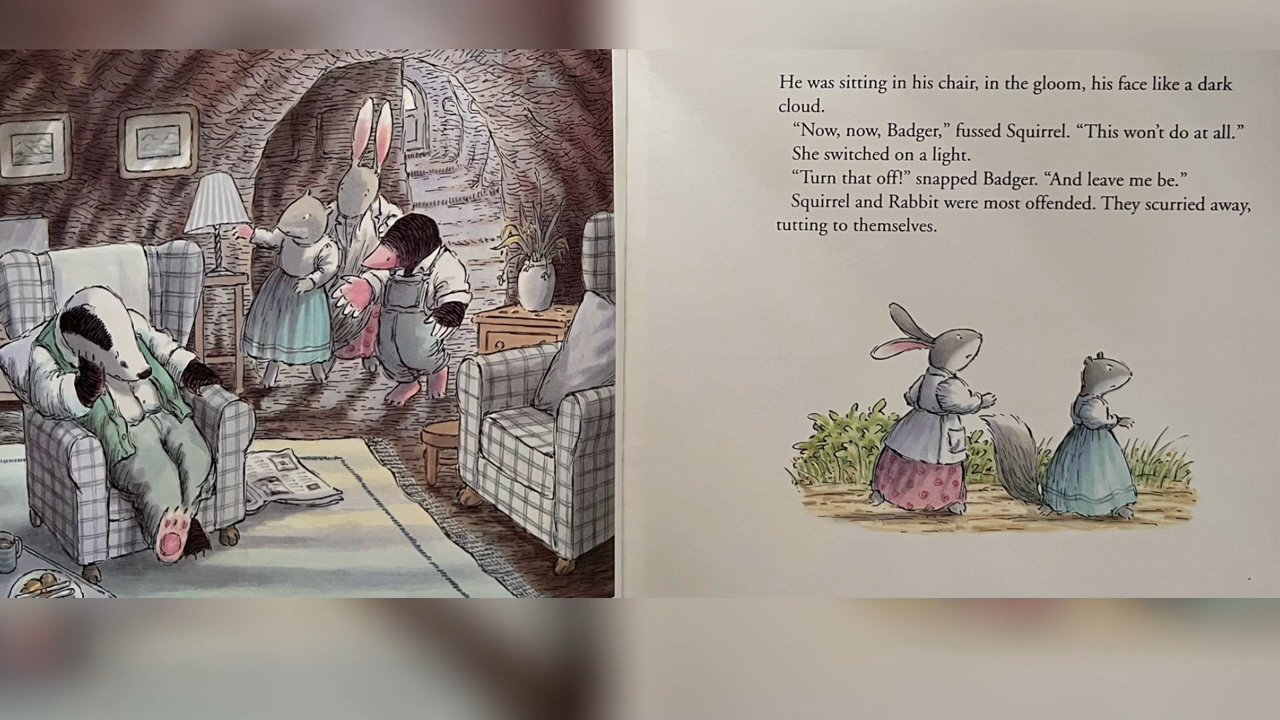 He was sitting in his chair, in the gloom, his face like a dark
cloud.
“Now, now, Badger,” fussed Squirrel. “This won’t do at all.”
She switched on a light.
“Turn that off!” snapped Badger. “And leave me be.”
Squirrel and Rabbit were most offended. They scurried away,
tutting to themselves.